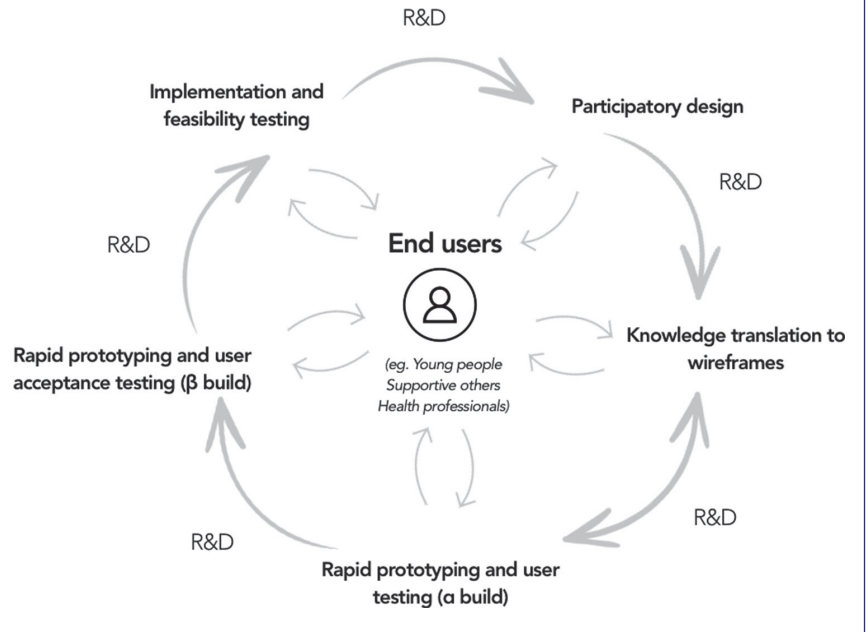 R&D
Implementation and
feasibility testing
Participatory design
R&D
R&D
End users
(eg. Young people
Supportive others
Health professionals)
Knowledge translation to
wireframes
Rapid prototyping and user
acceptance testing (β build)
R&D
R&D
Rapid prototyping and user
testing (α build)